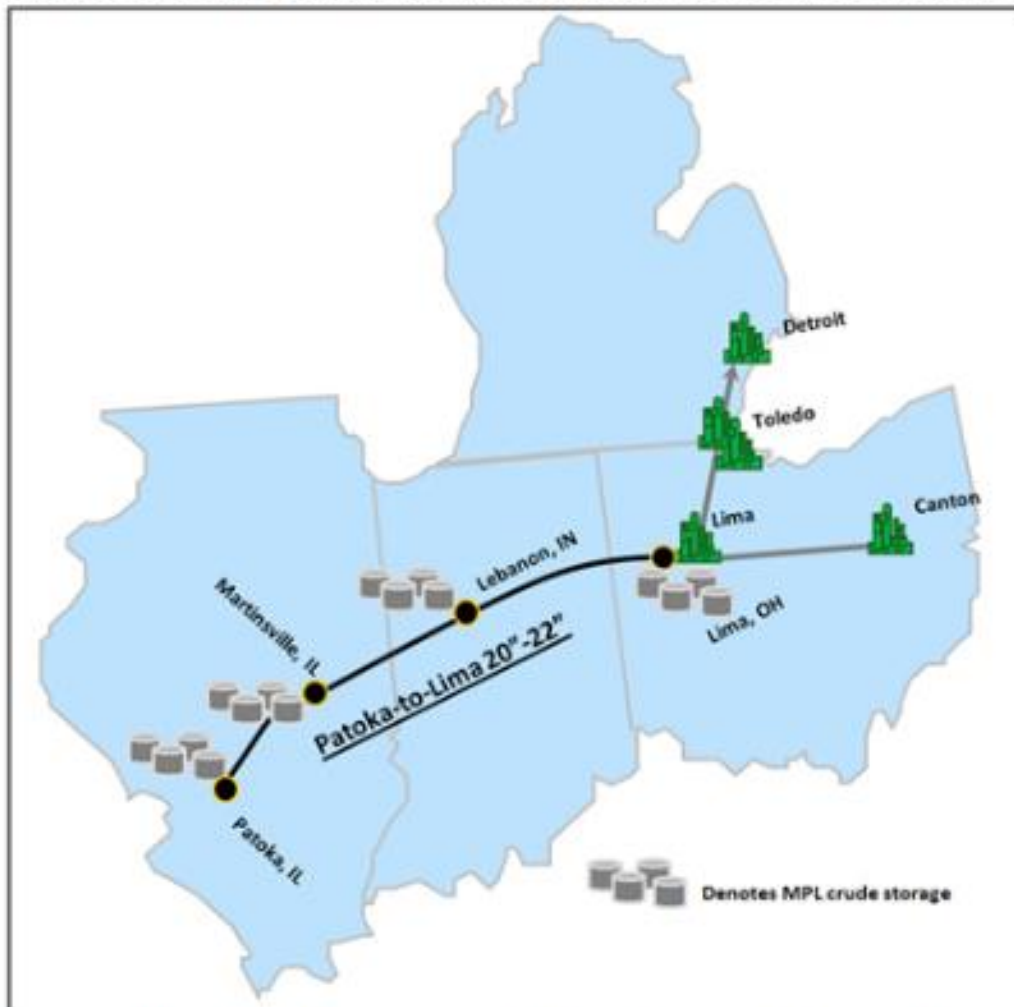 Detroit
Toledo
Lima
Canton
Lebanon, IN
Martinsville, IL
Lima, OH
Patoka-to-Lima 20"-22"
Patoka, IL
Denotes MPL crude storage